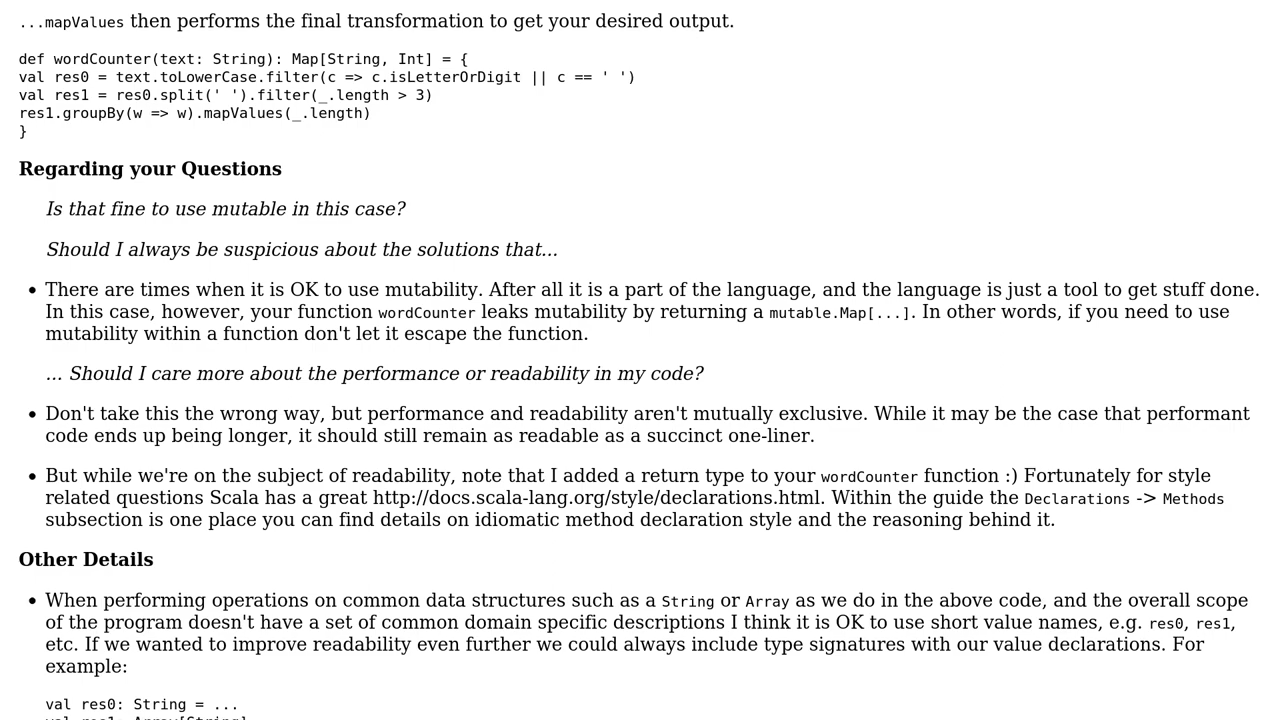 ...mapValues then performs the final transformation to get your desired output.
def wordCounter(text: String): Map[String, Int] = {
val res0 = text.toLowerCase.filter(c => c.isLetterOrDigit || c == ' ')
val res1 = res0.split(' ').filter(_.length > 3)
res1.groupBy(w => w).mapValues(_.length)
}
Regarding your Questions
Is that fine to use mutable in this case?
Should I always be suspicious about the solutions that...
• There are times when it is OK to use mutability. After all it is a part of the language, and the language is just a tool to get stuff done.
In this case, however, your function wordCounter leaks mutability by returning a mutable.Map[...]. In other words, if you need to use
mutability within a function don't let it escape the function.
... Should I care more about the performance or readability in my code?
• Don't take this the wrong way, but performance and readability aren't mutually exclusive. While it may be the case that performant
code ends up being longer, it should still remain as readable as a succinct one-liner.
• But while we're on the subject of readability, note that I added a return type to your wordCounter function :) Fortunately for style
related questions Scala has a great http://docs.scala-lang.org/style/declarations.html. Within the guide the Declarations -> Methods
subsection is one place you can find details on idiomatic method declaration style and the reasoning behind it.
Other Details
• When performing operations on common data structures such as a String or Array as we do in the above code, and the overall scope
of the program doesn't have a set of common domain specific descriptions I think it is OK to use short value names, e.g. res0, res1,
etc. If we wanted to improve readability even further we could always include type signatures with our value declarations. For
example:
val res0: String = ...
val res1: Array[String]